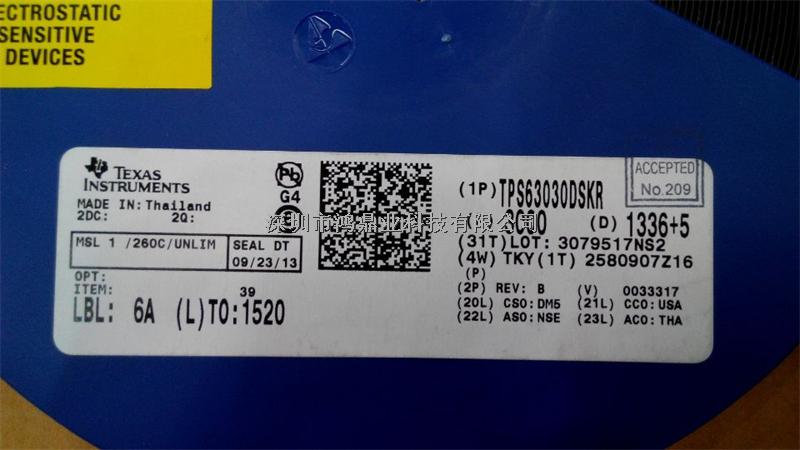 ECTROSTATIC
SENSITIVE
DEVICES
TEXAS
INSTRUMENTS
MADE IN: Thailand
2DC: 2Q:
MSL 1 /260C/UNLIM
SEAL DT
09/23/13
OPT:
ITEM: 39
LBL: 6A (L)TO:1520
Pb
G4
(1P) TPS63030DSKR
(D) 1336+5
(31T)LOT: 3079517NS2
(4W) TKY(1T) 2580907Z16
(P)
(2P) REV: B (V) 0033317
(20L) CSO: DM5 (21L) CCO:USA
(22L) ASO:NSE (23L) ACO:THA
ACCEPTED
No.209
深圳市鸿鼎业科技有限公司